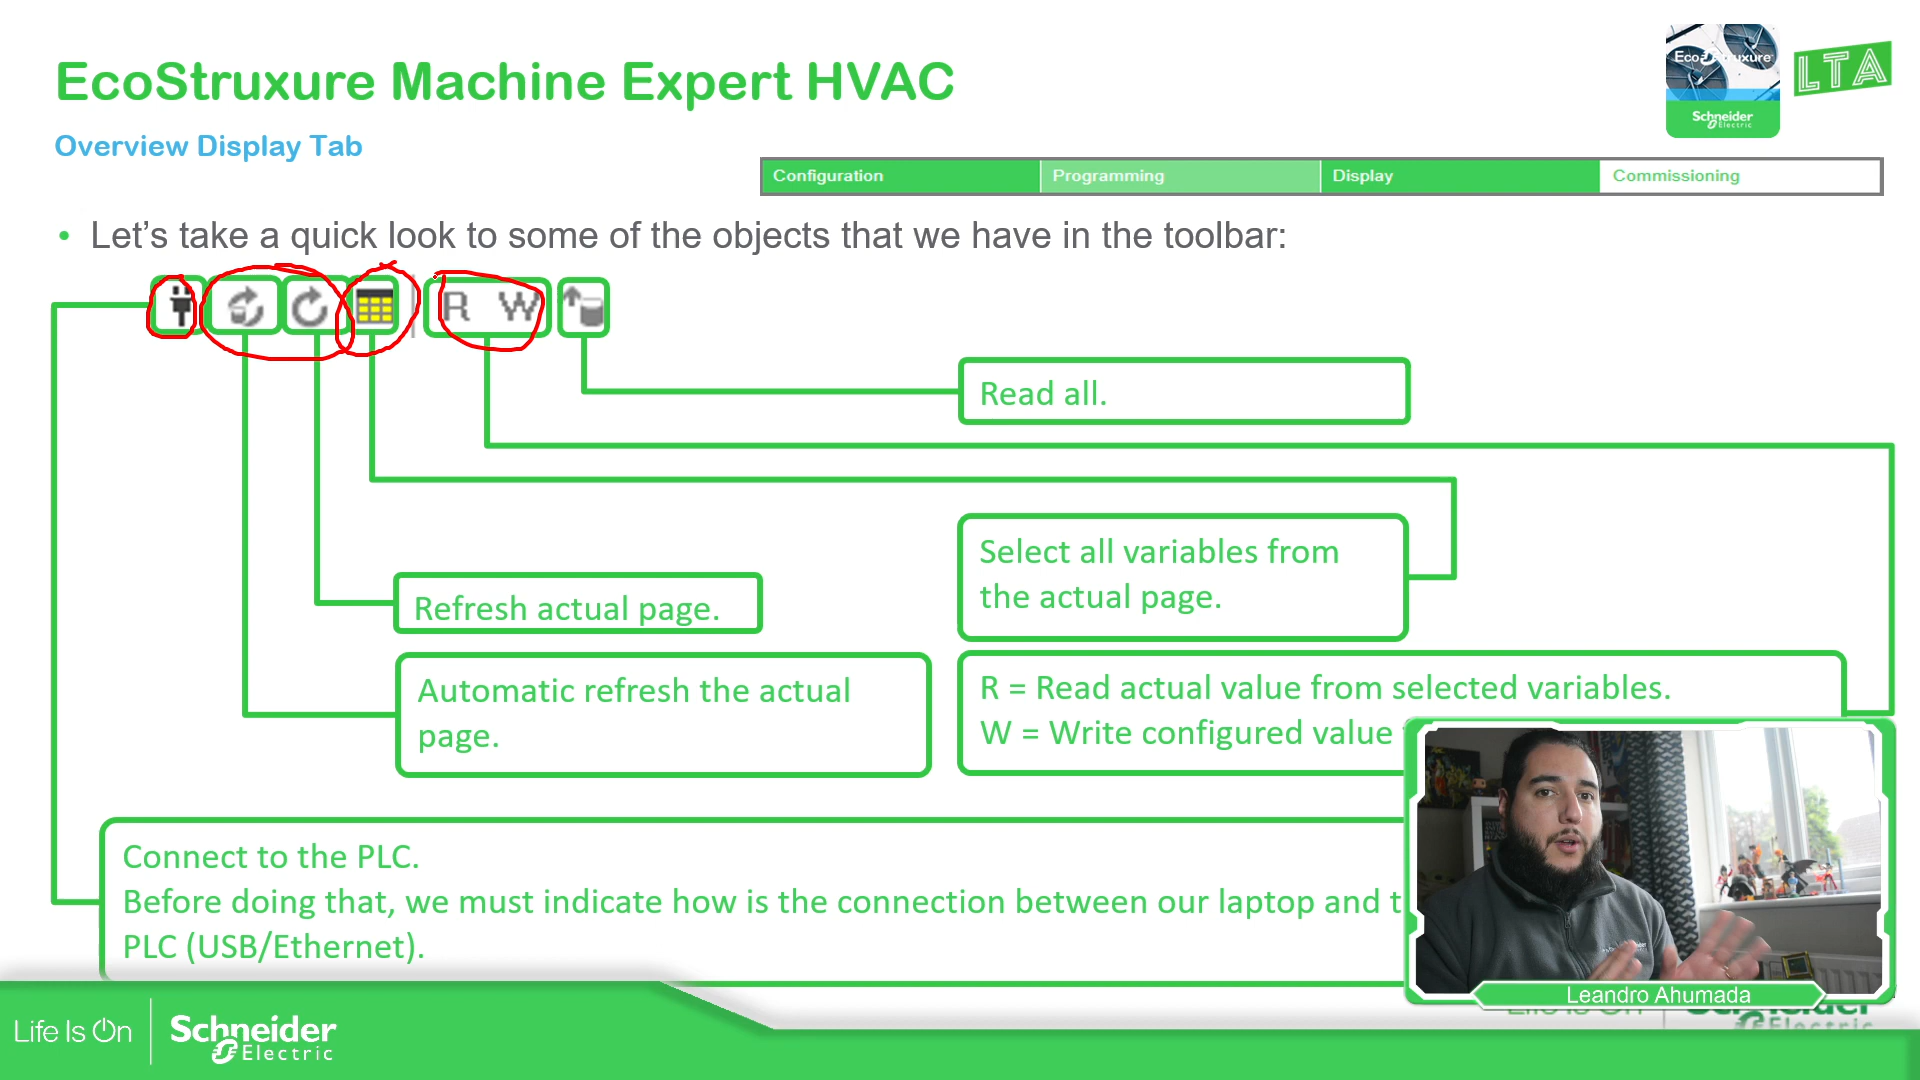 EcoStruxure Machine Expert HVAC
Overview Display Tab
EcoStruxure
Schneider
Electric
LTA
Configuration
Programming
Display
Commissioning
• Let’s take a quick look to some of the objects that we have in the toolbar:
R W
Read all.
Select all variables from
the actual page.
Refresh actual page.
Automatic refresh the actual
page.
R = Read actual value from selected variables.
W = Write configured value
Connect to the PLC.
Before doing that, we must indicate how is the connection between our laptop and t
PLC (USB/Ethernet).
Leandro Ahumada
Life Is On
Schneider
Electric